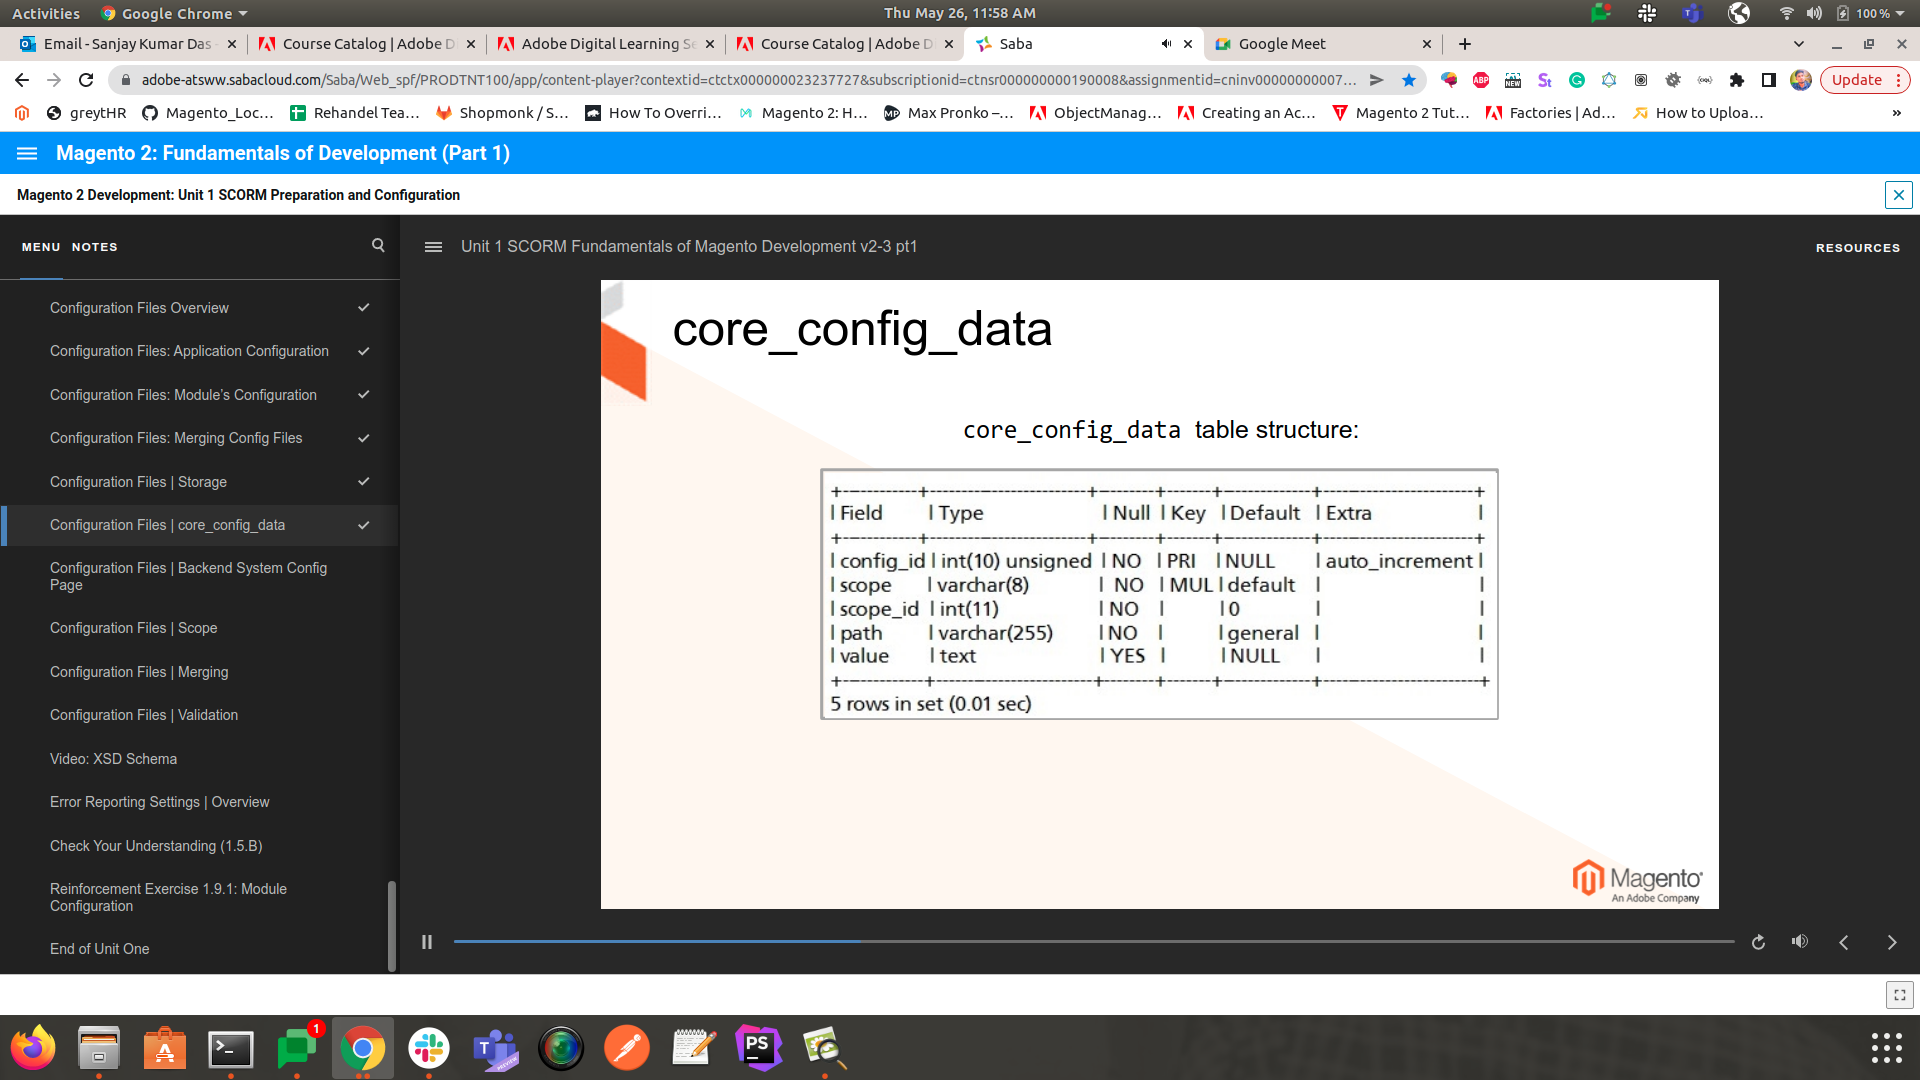 Activities
Google Chrome
Thu May 26, 11:58 AM
100 %
Email - Sanjay Kumar Das -
Course Catalog | Adobe D
Adobe Digital Learning Se
Course Catalog | Adobe D
Saba
Google Meet
adobe-atsww.sabacloud.com/Saba/Web_spf/PRODTNT100/app/content-player?contextid=ctctx000000023237727&subscriptionid=ctnsr000000000190008&assignmentid=cninv00000000007...
ABP
NEW
Update
greytHR
Magento_Loc...
Rehandel Tea...
Shopmonk / S...
How To Overri...
Magento 2: H...
Max Pronko –...
ObjectManag...
Creating an Ac...
Magento 2 Tut...
Factories | Ad...
How to Uploa...
»
Magento 2: Fundamentals of Development (Part 1)
Magento 2 Development: Unit 1 SCORM Preparation and Configuration
MENU NOTES
Unit 1 SCORM Fundamentals of Magento Development v2-3 pt1
RESOURCES
Configuration Files Overview
Configuration Files: Application Configuration
Configuration Files: Module's Configuration
Configuration Files: Merging Config Files
Configuration Files | Storage
Configuration Files | core_config_data
Configuration Files | Backend System Config
Page
Configuration Files | Scope
Configuration Files | Merging
Configuration Files | Validation
Video: XSD Schema
Error Reporting Settings | Overview
Check Your Understanding (1.5.B)
Reinforcement Exercise 1.9.1: Module
Configuration
End of Unit One
core_config_data
core_config_data table structure:
| Field | Type | Null | Key | Default | Extra |
| config_id | int(10) unsigned | NO | PRI | NULL | auto_increment |
| scope | varchar(8) | NO | MUL | default | |
| scope_id | int(11) | NO | | 0 | |
| path | varchar(255) | NO | | general | |
| value | text | YES | | NULL | |
5 rows in set (0.01 sec)
Magento
An Adobe Company
1
PS